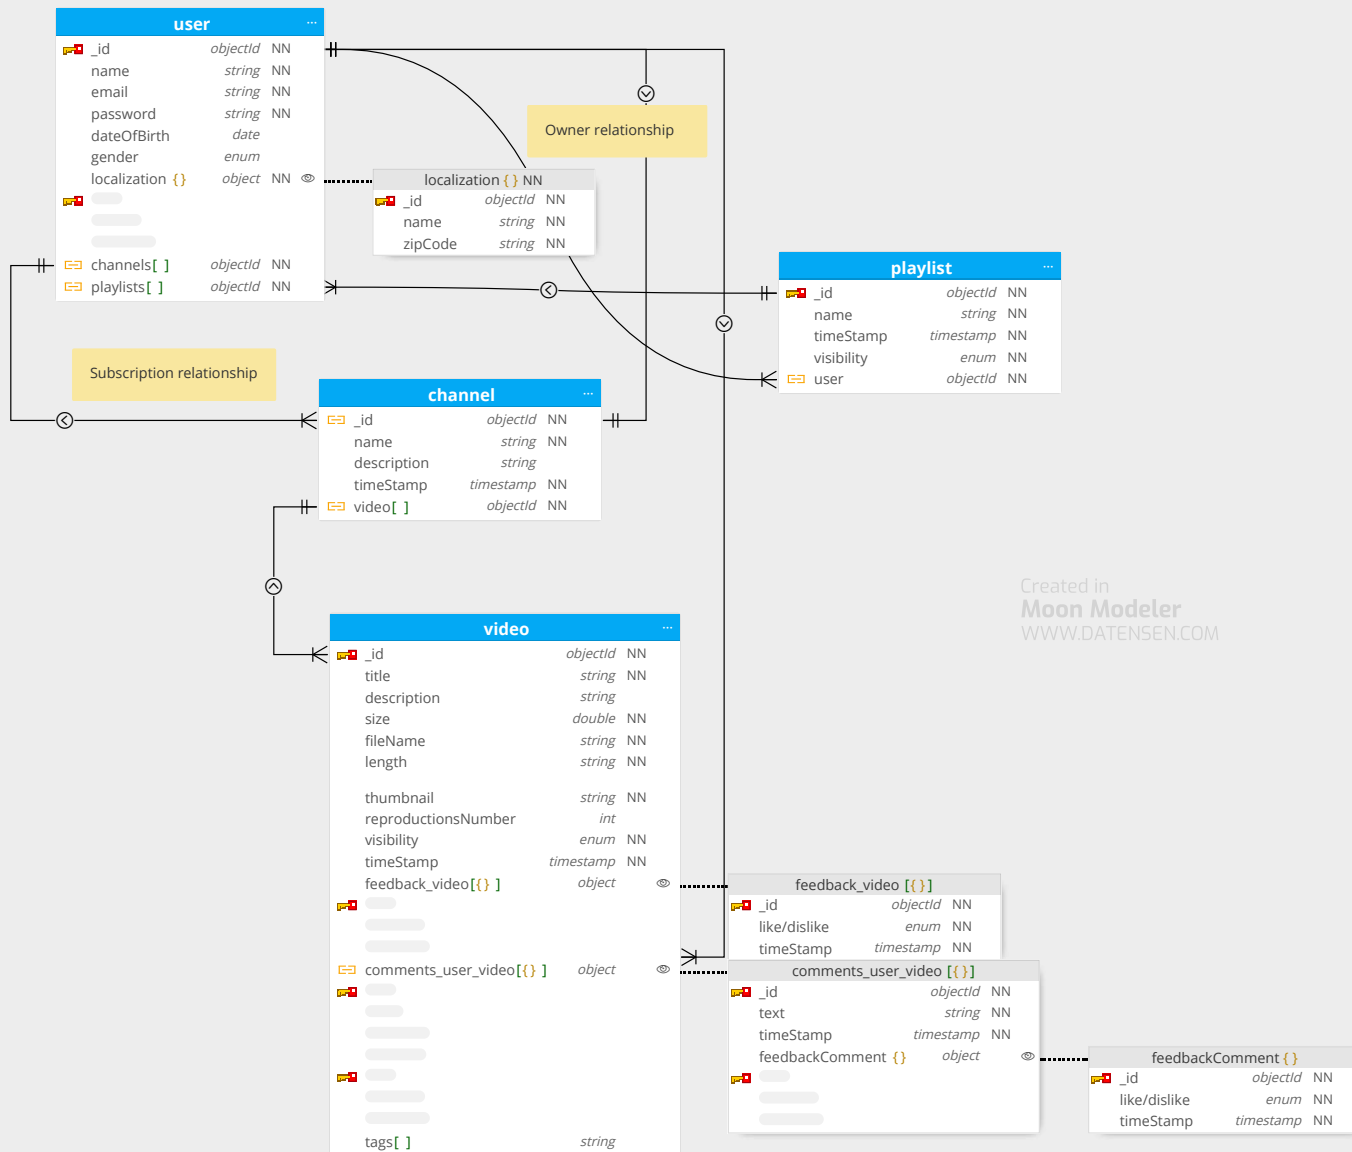 user ...
_id objectId NN
name string NN
email string NN
password string NN
dateOfBirth date
gender enum
localization {} object NN
channels[ ] objectId NN
playlists[ ] objectId NN
Owner relationship
localization {} NN
_id objectId NN
name string NN
zipCode string NN
playlist ...
_id objectId NN
name string NN
timeStamp timestamp NN
visibility enum NN
user objectId NN
Subscription relationship
channel ...
_id objectId NN
name string NN
description string
timeStamp timestamp NN
video[ ] objectId NN
Created in
Moon Modeler
WWW.DATENSEN.COM
video ...
_id objectId NN
title string NN
description string
size double NN
fileName string NN
length string NN
thumbnail string NN
reproductionsNumber int
visibility enum NN
timeStamp timestamp NN
feedback_video[{} ] object
comments_user_video[{} ] object
tags[ ] string
feedback_video [{}]
_id objectId NN
like/dislike enum NN
timeStamp timestamp NN
comments_user_video [{}]
_id objectId NN
text string NN
timeStamp timestamp NN
feedbackComment {} object
feedbackComment {}
_id objectId NN
like/dislike enum NN
timeStamp timestamp NN